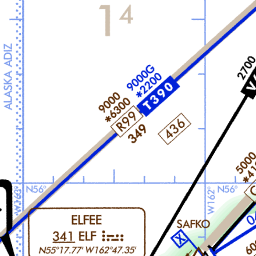 14
ALASKA ADIZ
9000G
*2200
9000
*6300
T390
R99
349
436
2700
N56°
W162°
N56°
5000
ELFEE
341 ELF
N55°17.77' W162°47.35'
SAFKO